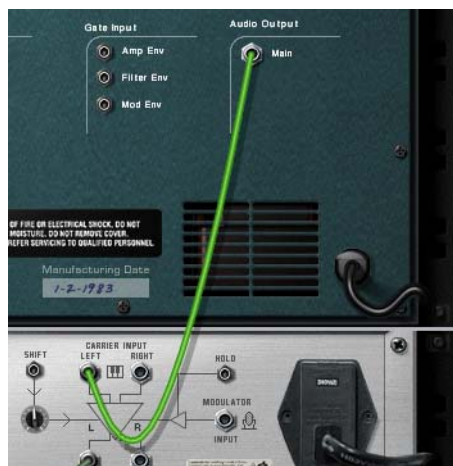 Gate Input
Amp Env
Filter Env
Mod Env
Audio Output
Main
OF FIRE OR ELECTRICAL SHOCK, DO NOT
MOISTURE. DO NOT REMOVE COVER.
REFER SERVICING TO QUALIFIED PERSONNEL
Manufacturing Date
1-2-1983
SHIFT
CARRIER INPUT
LEFT
RIGHT
HOLD
L
R
MODULATOR
INPUT